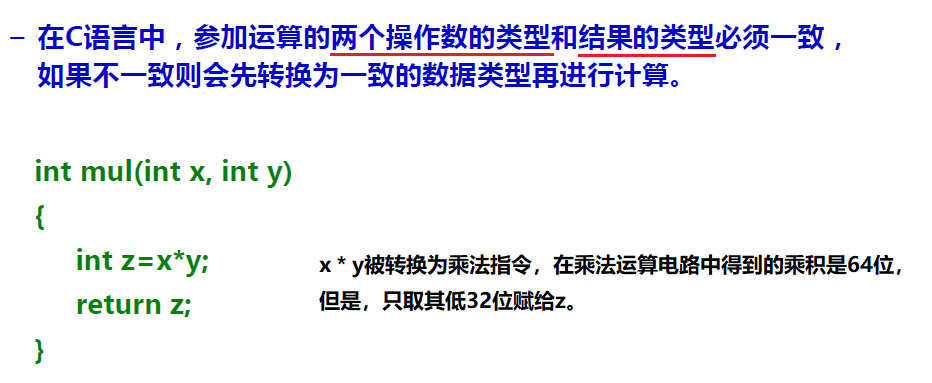 – 在C语言中，参加运算的两个操作数的类型和结果的类型必须一致，
如果不一致则会先转换为一致的数据类型再进行计算。
int mul(int x, int y)
{
int z=x*y;
return z;
}
x * y被转换为乘法指令，在乘法运算电路中得到的乘积是64位，
但是，只取其低32位赋给z。